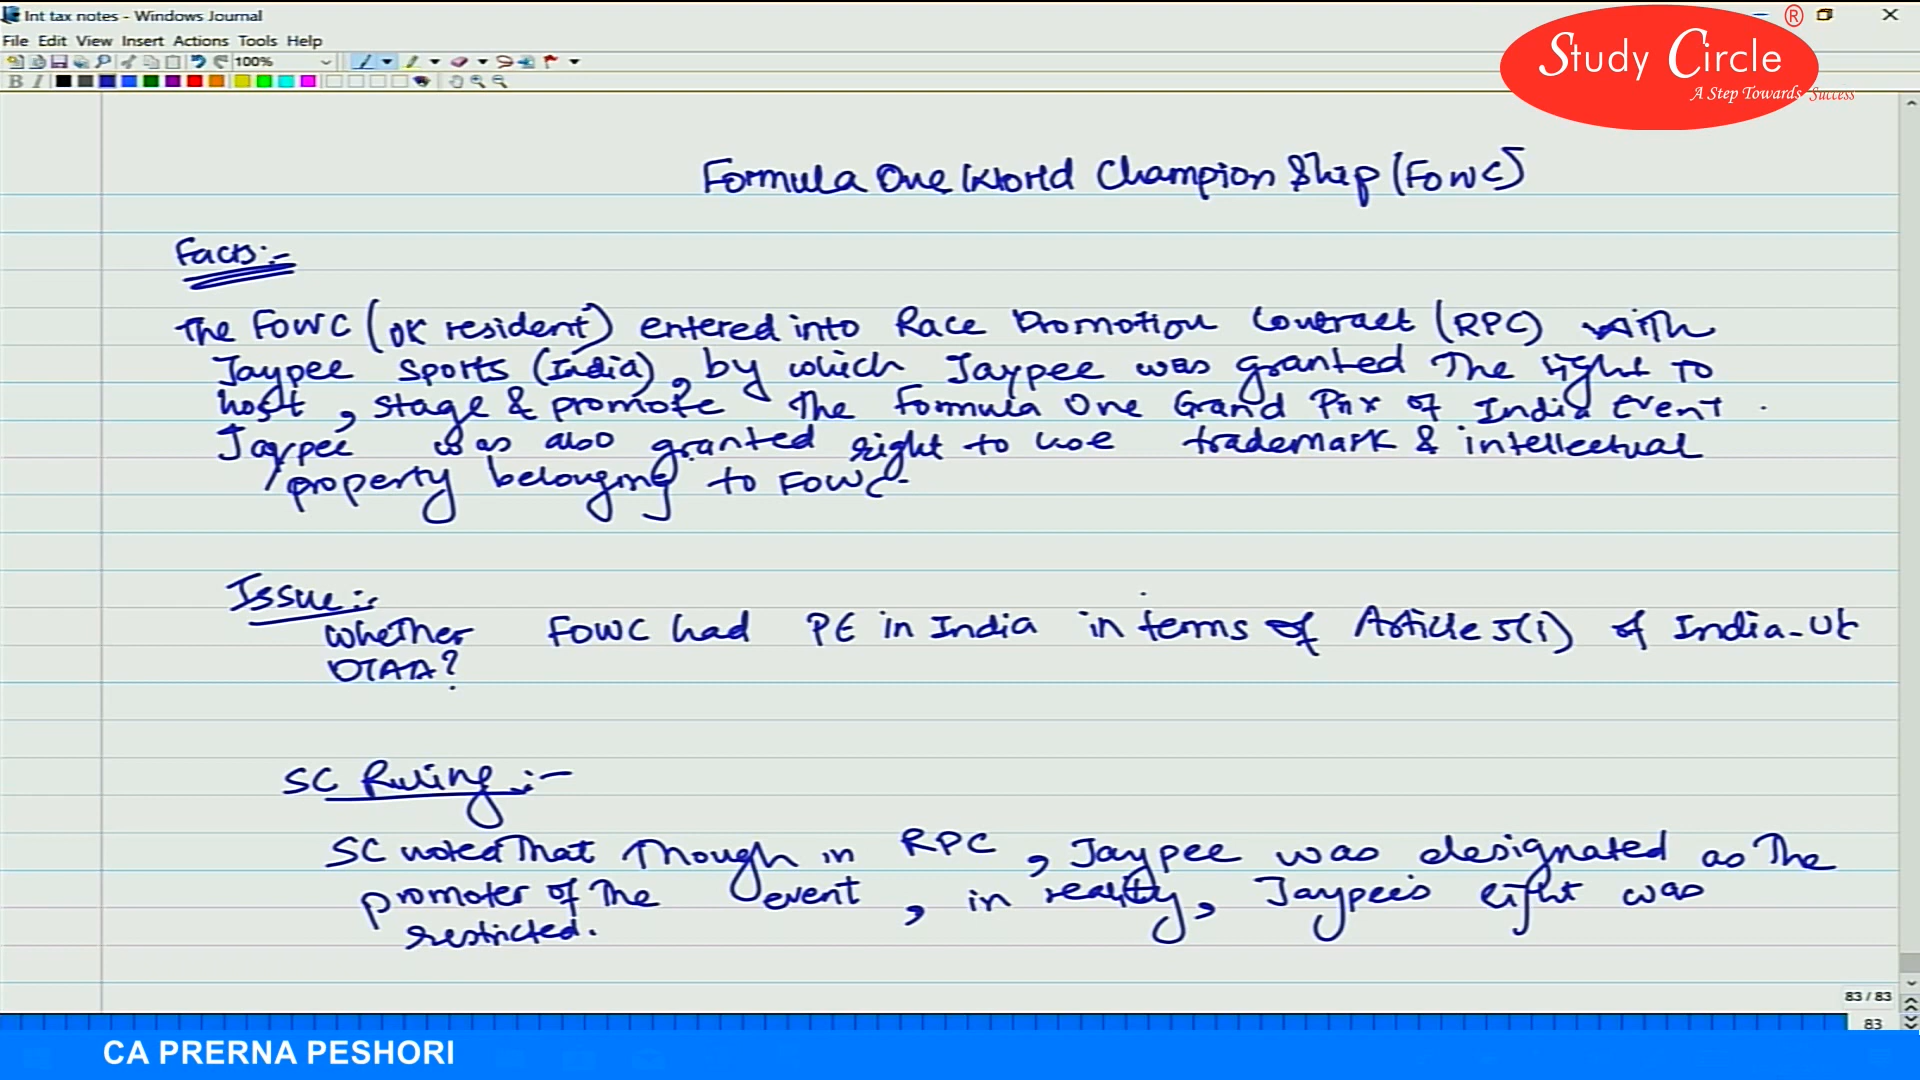 Int tax notes - Windows Journal
File Edit View Insert Actions Tools Help
100%
B I
Study Circle ®
A Step Towards Success
Formula One World Champion Ship (FOWC)
Facts:-
The FOWC (UK resident) entered into Race Promotion Contract (RPC) with
Jaypee Sports (India), by which Jaypee was granted The right to
host, stage & promote The Formula One Grand Prix of India Event.
Jaypee was also granted right to use trademark & intellectual
property belonging to FOWC.
Issue:-
Whether FOWC had PE in India in terms of Article 5(1) of India-UK
DTAA?
SC Ruling:-
SC noted That Though in RPC, Jaypee was designated as The
promoter of The event, in reality, Jaypee's right was
restricted.
83 / 83
83
CA PRERNA PESHORI